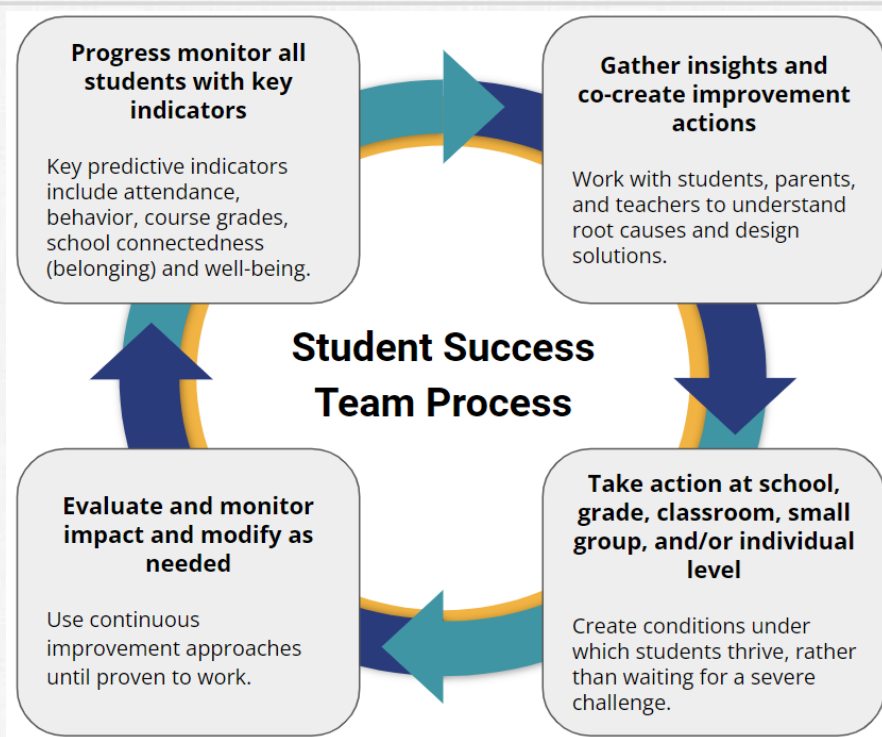 Progress monitor all
students with key
indicators
Key predictive indicators
include attendance,
behavior, course grades,
school connectedness
(belonging) and well-being.
Gather insights and
co-create improvement
actions
Work with students, parents,
and teachers to understand
root causes and design
solutions.
Student Success
Team Process
Evaluate and monitor
impact and modify as
needed
Use continuous
improvement approaches
until proven to work.
Take action at school,
grade, classroom, small
group, and/or individual
level
Create conditions under
which students thrive, rather
than waiting for a severe
challenge.